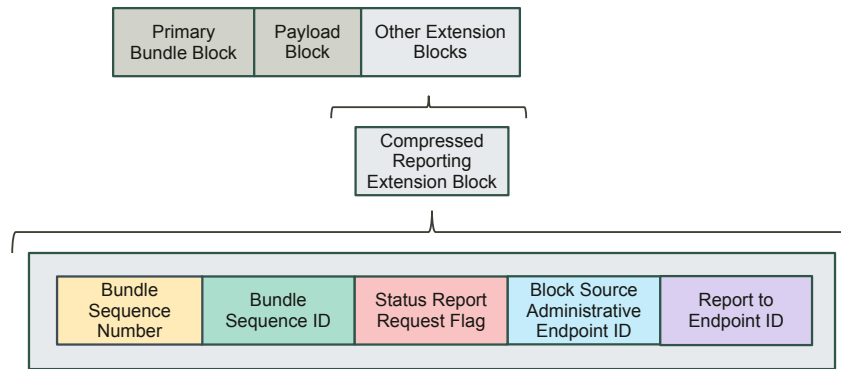 Primary
Bundle Block
Payload
Block
Other Extension
Blocks
Compressed
Reporting
Extension Block
Bundle
Sequence
Number
Bundle
Sequence ID
Status Report
Request Flag
Block Source
Administrative
Endpoint ID
Report to
Endpoint ID